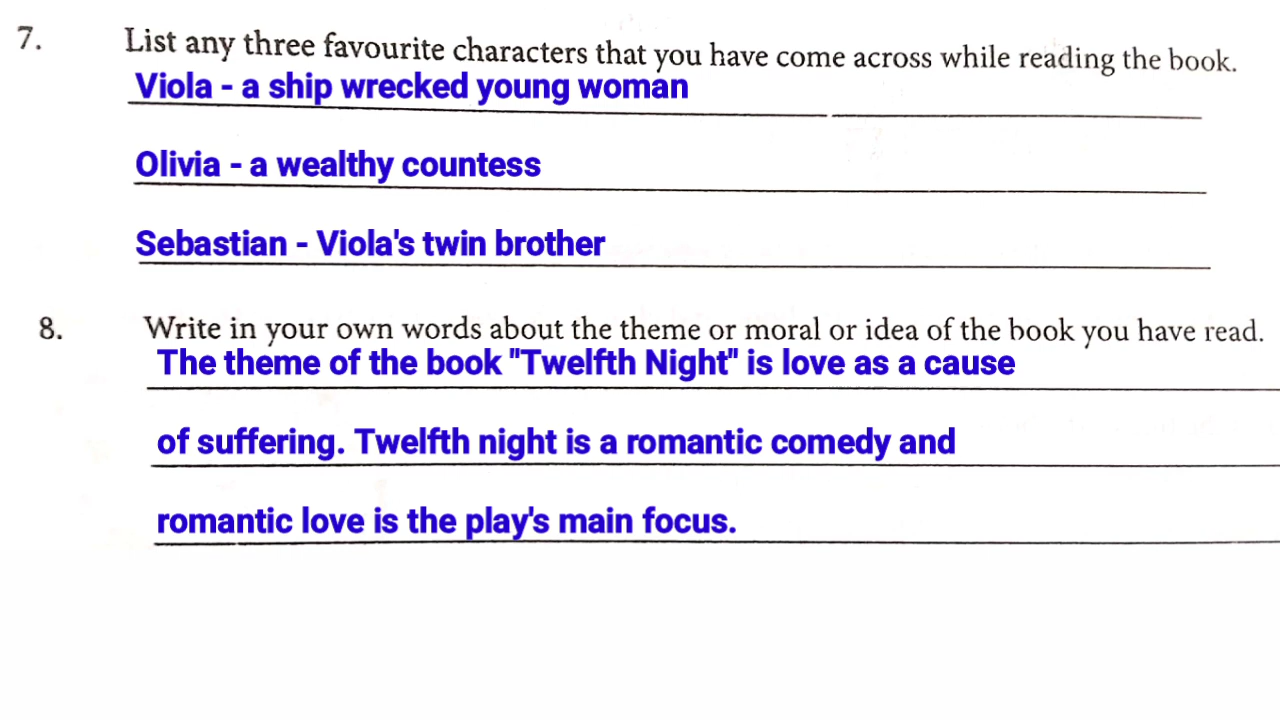 7. List any three favourite characters that you have come across while reading the book.
Viola - a ship wrecked young woman
Olivia - a wealthy countess
Sebastian - Viola's twin brother
8. Write in your own words about the theme or moral or idea of the book you have read.
The theme of the book "Twelfth Night" is love as a cause
of suffering. Twelfth night is a romantic comedy and
romantic love is the play's main focus.